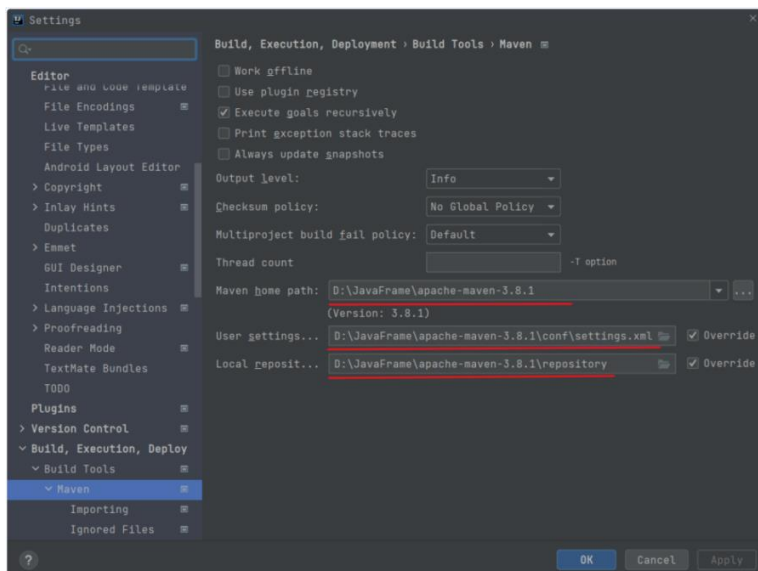 Settings
Editor
File and Code Template
File Encodings
Live Templates
File Types
Android Layout Editor
Copyright
Inlay Hints
Duplicates
Emmet
GUI Designer
Intentions
Language Injections
Proofreading
Reader Mode
TextMate Bundles
TODO
Plugins
Version Control
Build, Execution, Deploy
Build Tools
Maven
Importing
Ignored Files
Build, Execution, Deployment › Build Tools › Maven
Work offline
Use plugin registry
Execute goals recursively
Print exception stack traces
Always update snapshots
Output level: Info
Checksum policy: No Global Policy
Multiproject build fail policy: Default
Thread count -T option
Maven home path: D:\JavaFrame\apache-maven-3.8.1 ...
(Version: 3.8.1)
User settings... D:\JavaFrame\apache-maven-3.8.1\conf\settings.xml Override
Local reposit... D:\JavaFrame\apache-maven-3.8.1\repository Override
? OK Cancel Apply